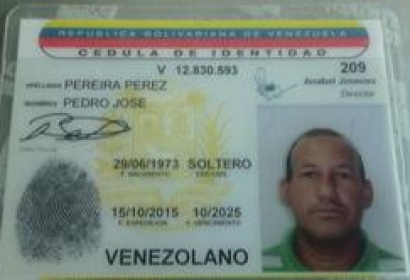 REPUBLICA BOLIVARIANA DE VENEZUELA
CEDULA DE IDENTIDAD
V 12.830.593
209
Anabel Jimenez
Director
APELLIDOS PEREIRA PEREZ
NOMBRES PEDRO JOSE
29/06/1973 SOLTERO
F. NACIMIENTO EDO CIVIL
15/10/2015 10/2025
F. EXPEDICION F. VENCIMIENTO
VENEZOLANO